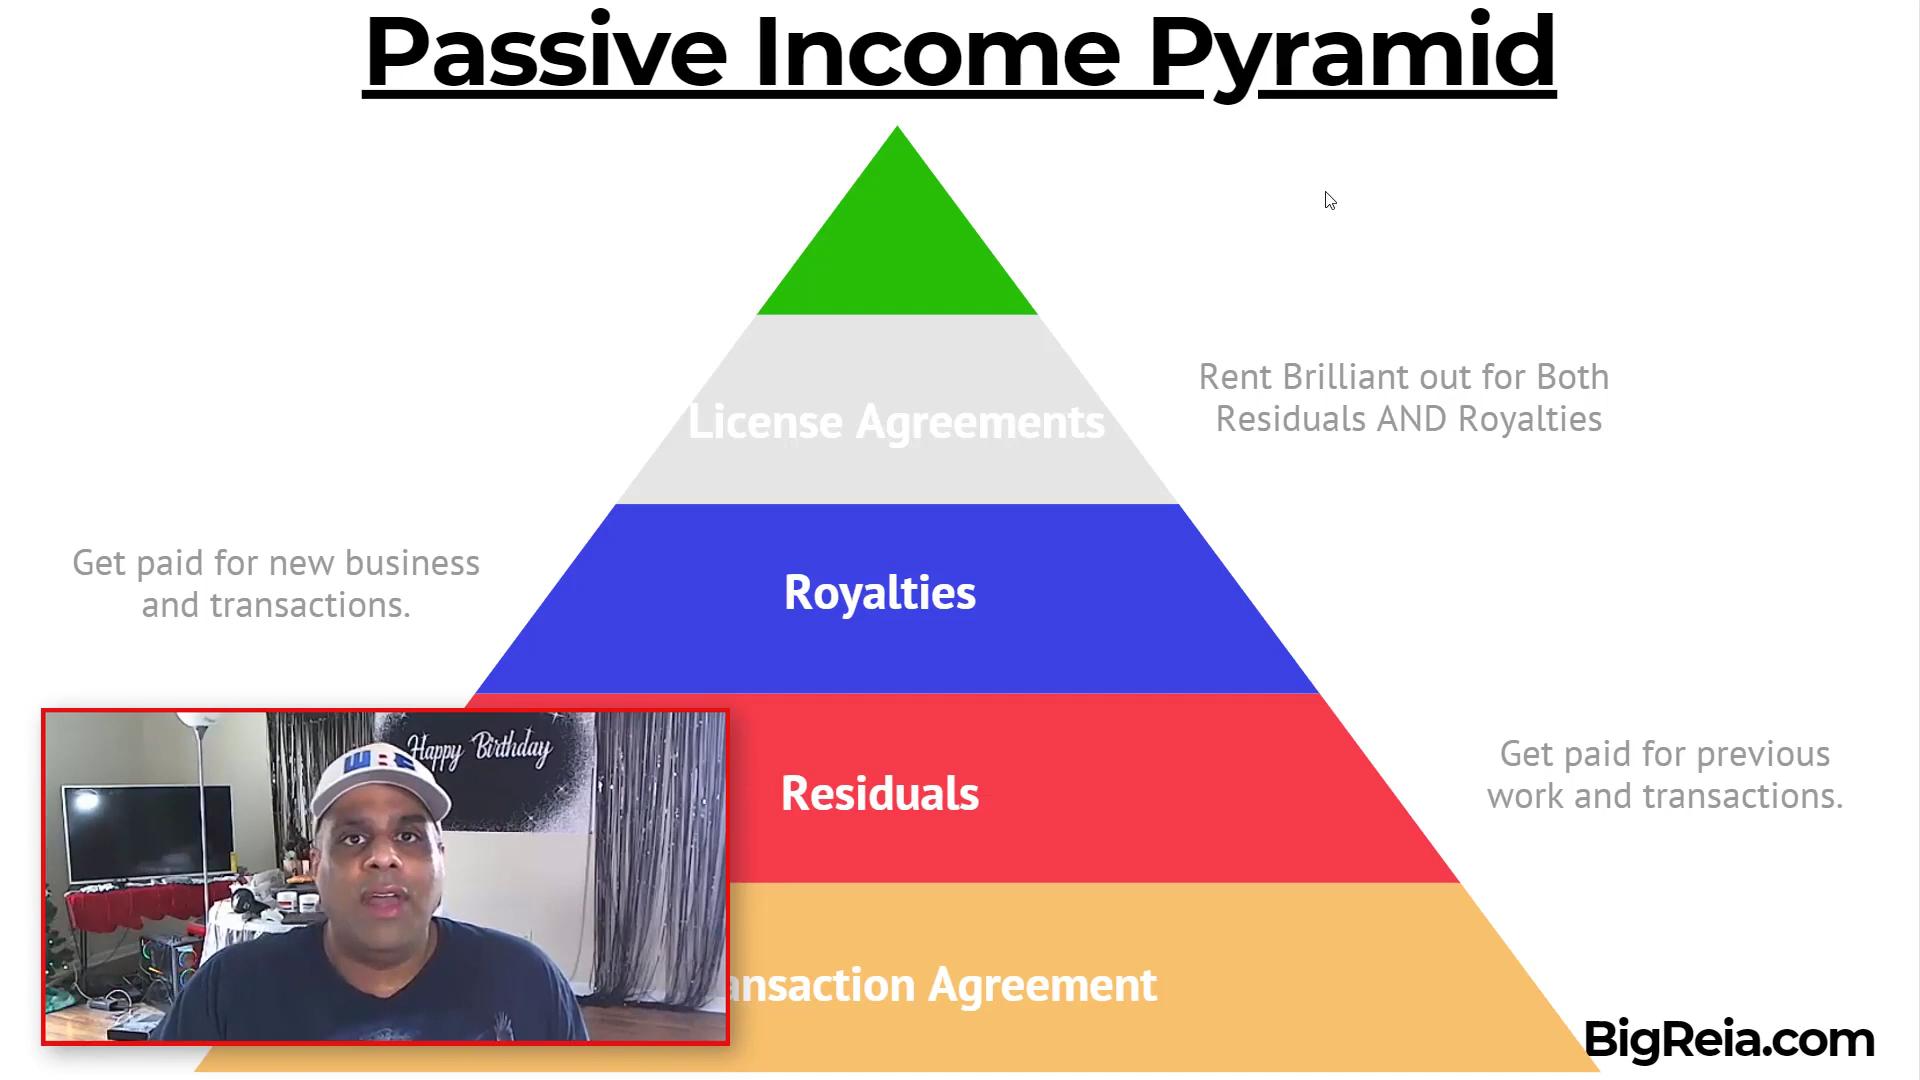 Passive Income Pyramid
License Agreements
Rent Brilliant out for Both
Residuals AND Royalties
Get paid for new business
and transactions.
Royalties
Residuals
Get paid for previous
work and transactions.
Happy Birthday
Agreement
BigReia.com